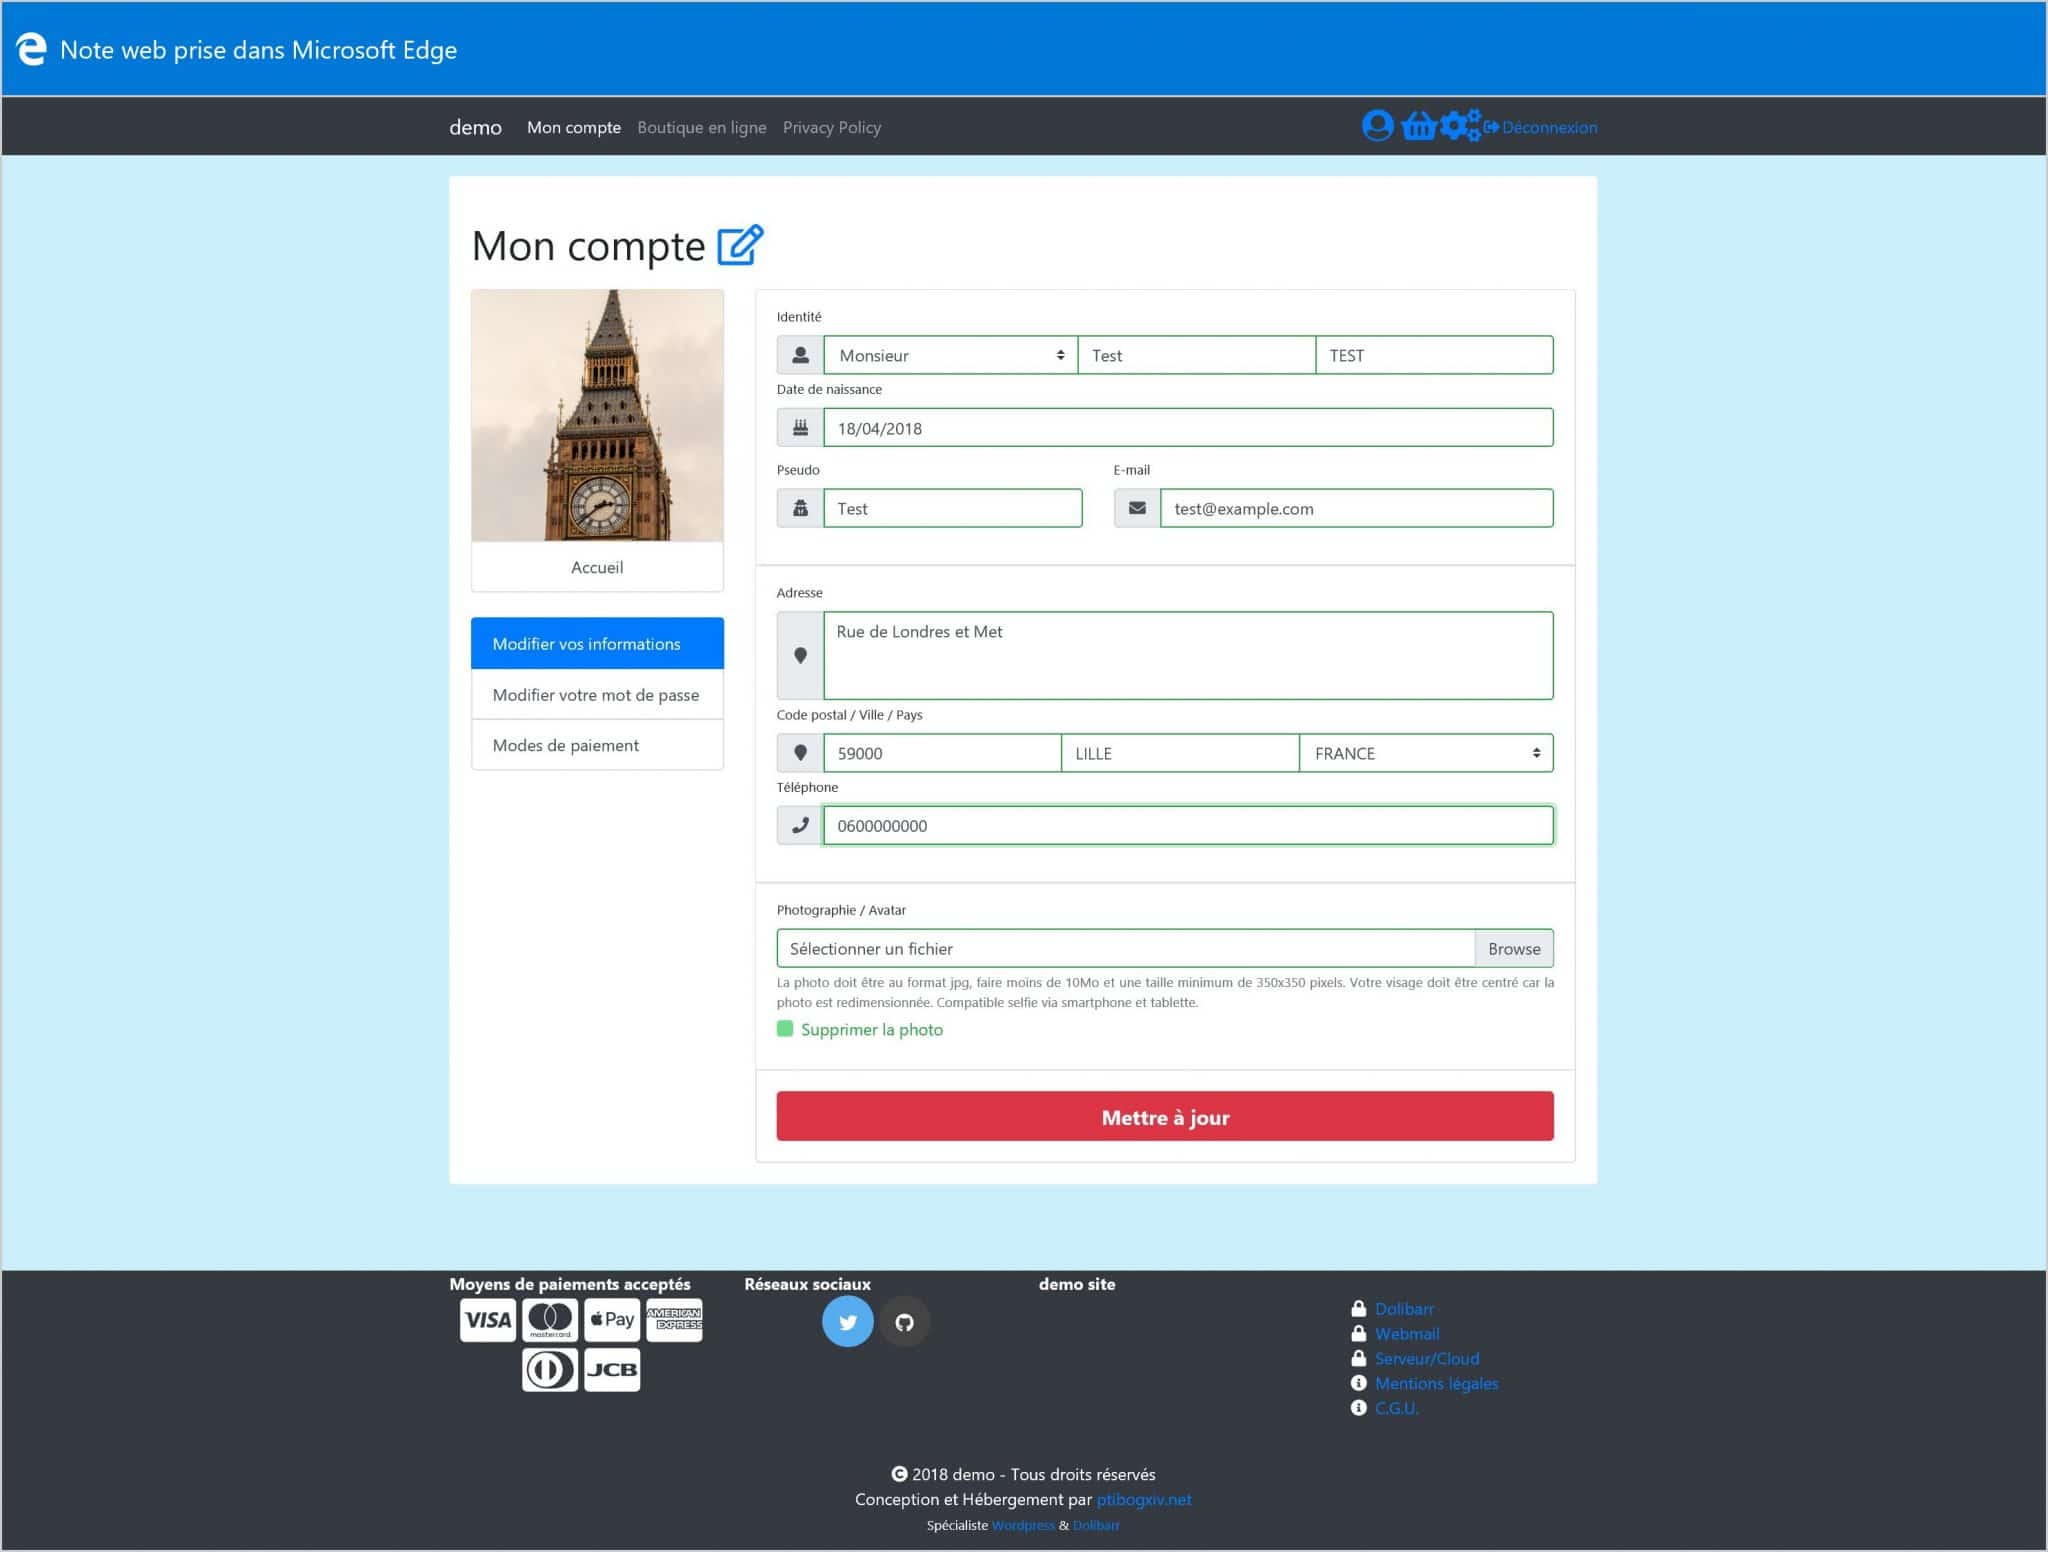 Note web prise dans Microsoft Edge
demo Mon compte Boutique en ligne Privacy Policy Déconnexion
Mon compte
Accueil
Modifier vos informations
Modifier votre mot de passe
Modes de paiement
Identité
Monsieur Test TEST
Date de naissance
18/04/2018
Pseudo E-mail
Test test@example.com
Adresse
Rue de Londres et Met
Code postal / Ville / Pays
59000 LILLE FRANCE
Téléphone
0600000000
Photographie / Avatar
Sélectionner un fichier Browse
La photo doit être au format jpg, faire moins de 10Mo et une taille minimum de 350x350 pixels. Votre visage doit être centré car la
photo est redimensionnée. Compatible selfie via smartphone et tablette.
Supprimer la photo
Mettre à jour
Moyens de paiements acceptés Réseaux sociaux demo site
VISA mastercard Pay AMERICAN EXPRESS
JCB
Dolibarr
Webmail
Serveur/Cloud
Mentions légales
C.G.U.
2018 demo - Tous droits réservés
Conception et Hébergement par ptibogxiv.net
Spécialiste Wordpress & Dolibarr